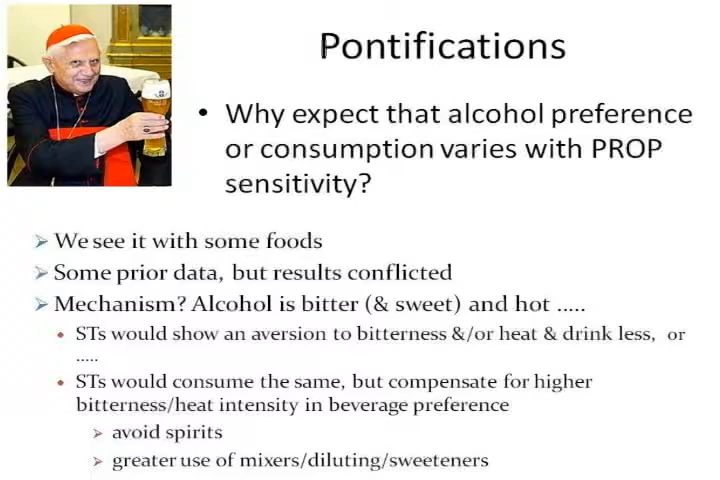 Pontifications
• Why expect that alcohol preference
or consumption varies with PROP
sensitivity?
➢ We see it with some foods
➢ Some prior data, but results conflicted
➢ Mechanism? Alcohol is bitter (& sweet) and hot .....
• STs would show an aversion to bitterness &/or heat & drink less, or
.....
• STs would consume the same, but compensate for higher
bitterness/heat intensity in beverage preference
➢ avoid spirits
➢ greater use of mixers/diluting/sweeteners